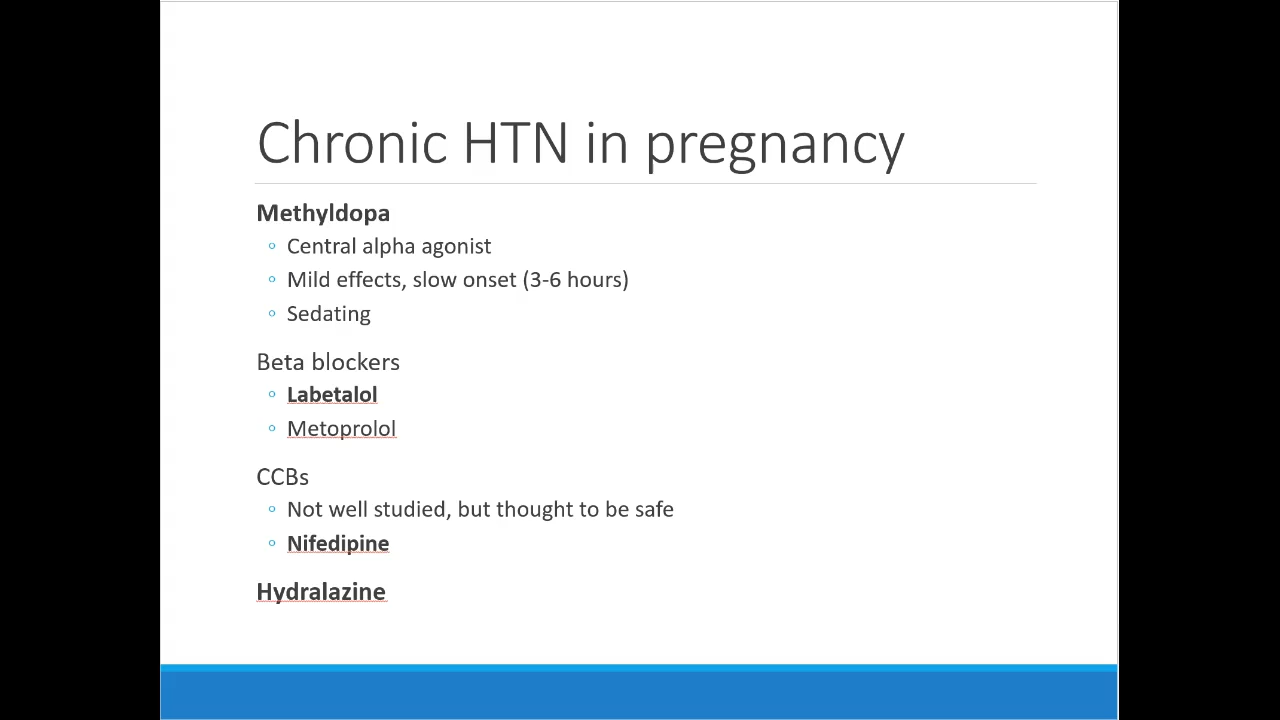 Chronic HTN in pregnancy
Methyldopa
◦ Central alpha agonist
◦ Mild effects, slow onset (3-6 hours)
◦ Sedating
Beta blockers
◦ Labetalol
◦ Metoprolol
CCBs
◦ Not well studied, but thought to be safe
◦ Nifedipine
Hydralazine